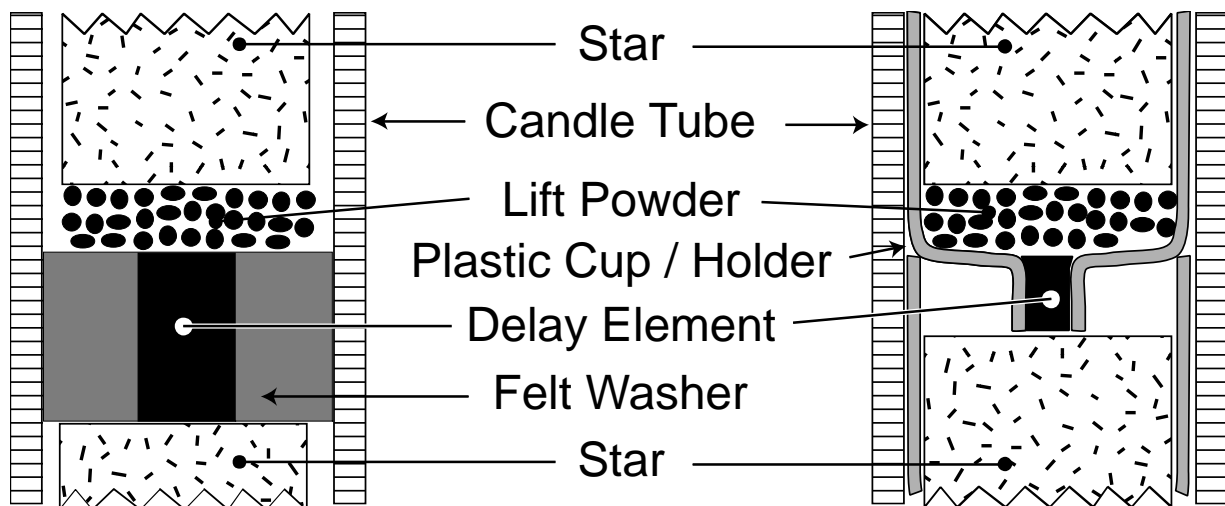 Star
Candle Tube
Lift Powder
Plastic Cup / Holder
Delay Element
Felt Washer
Star